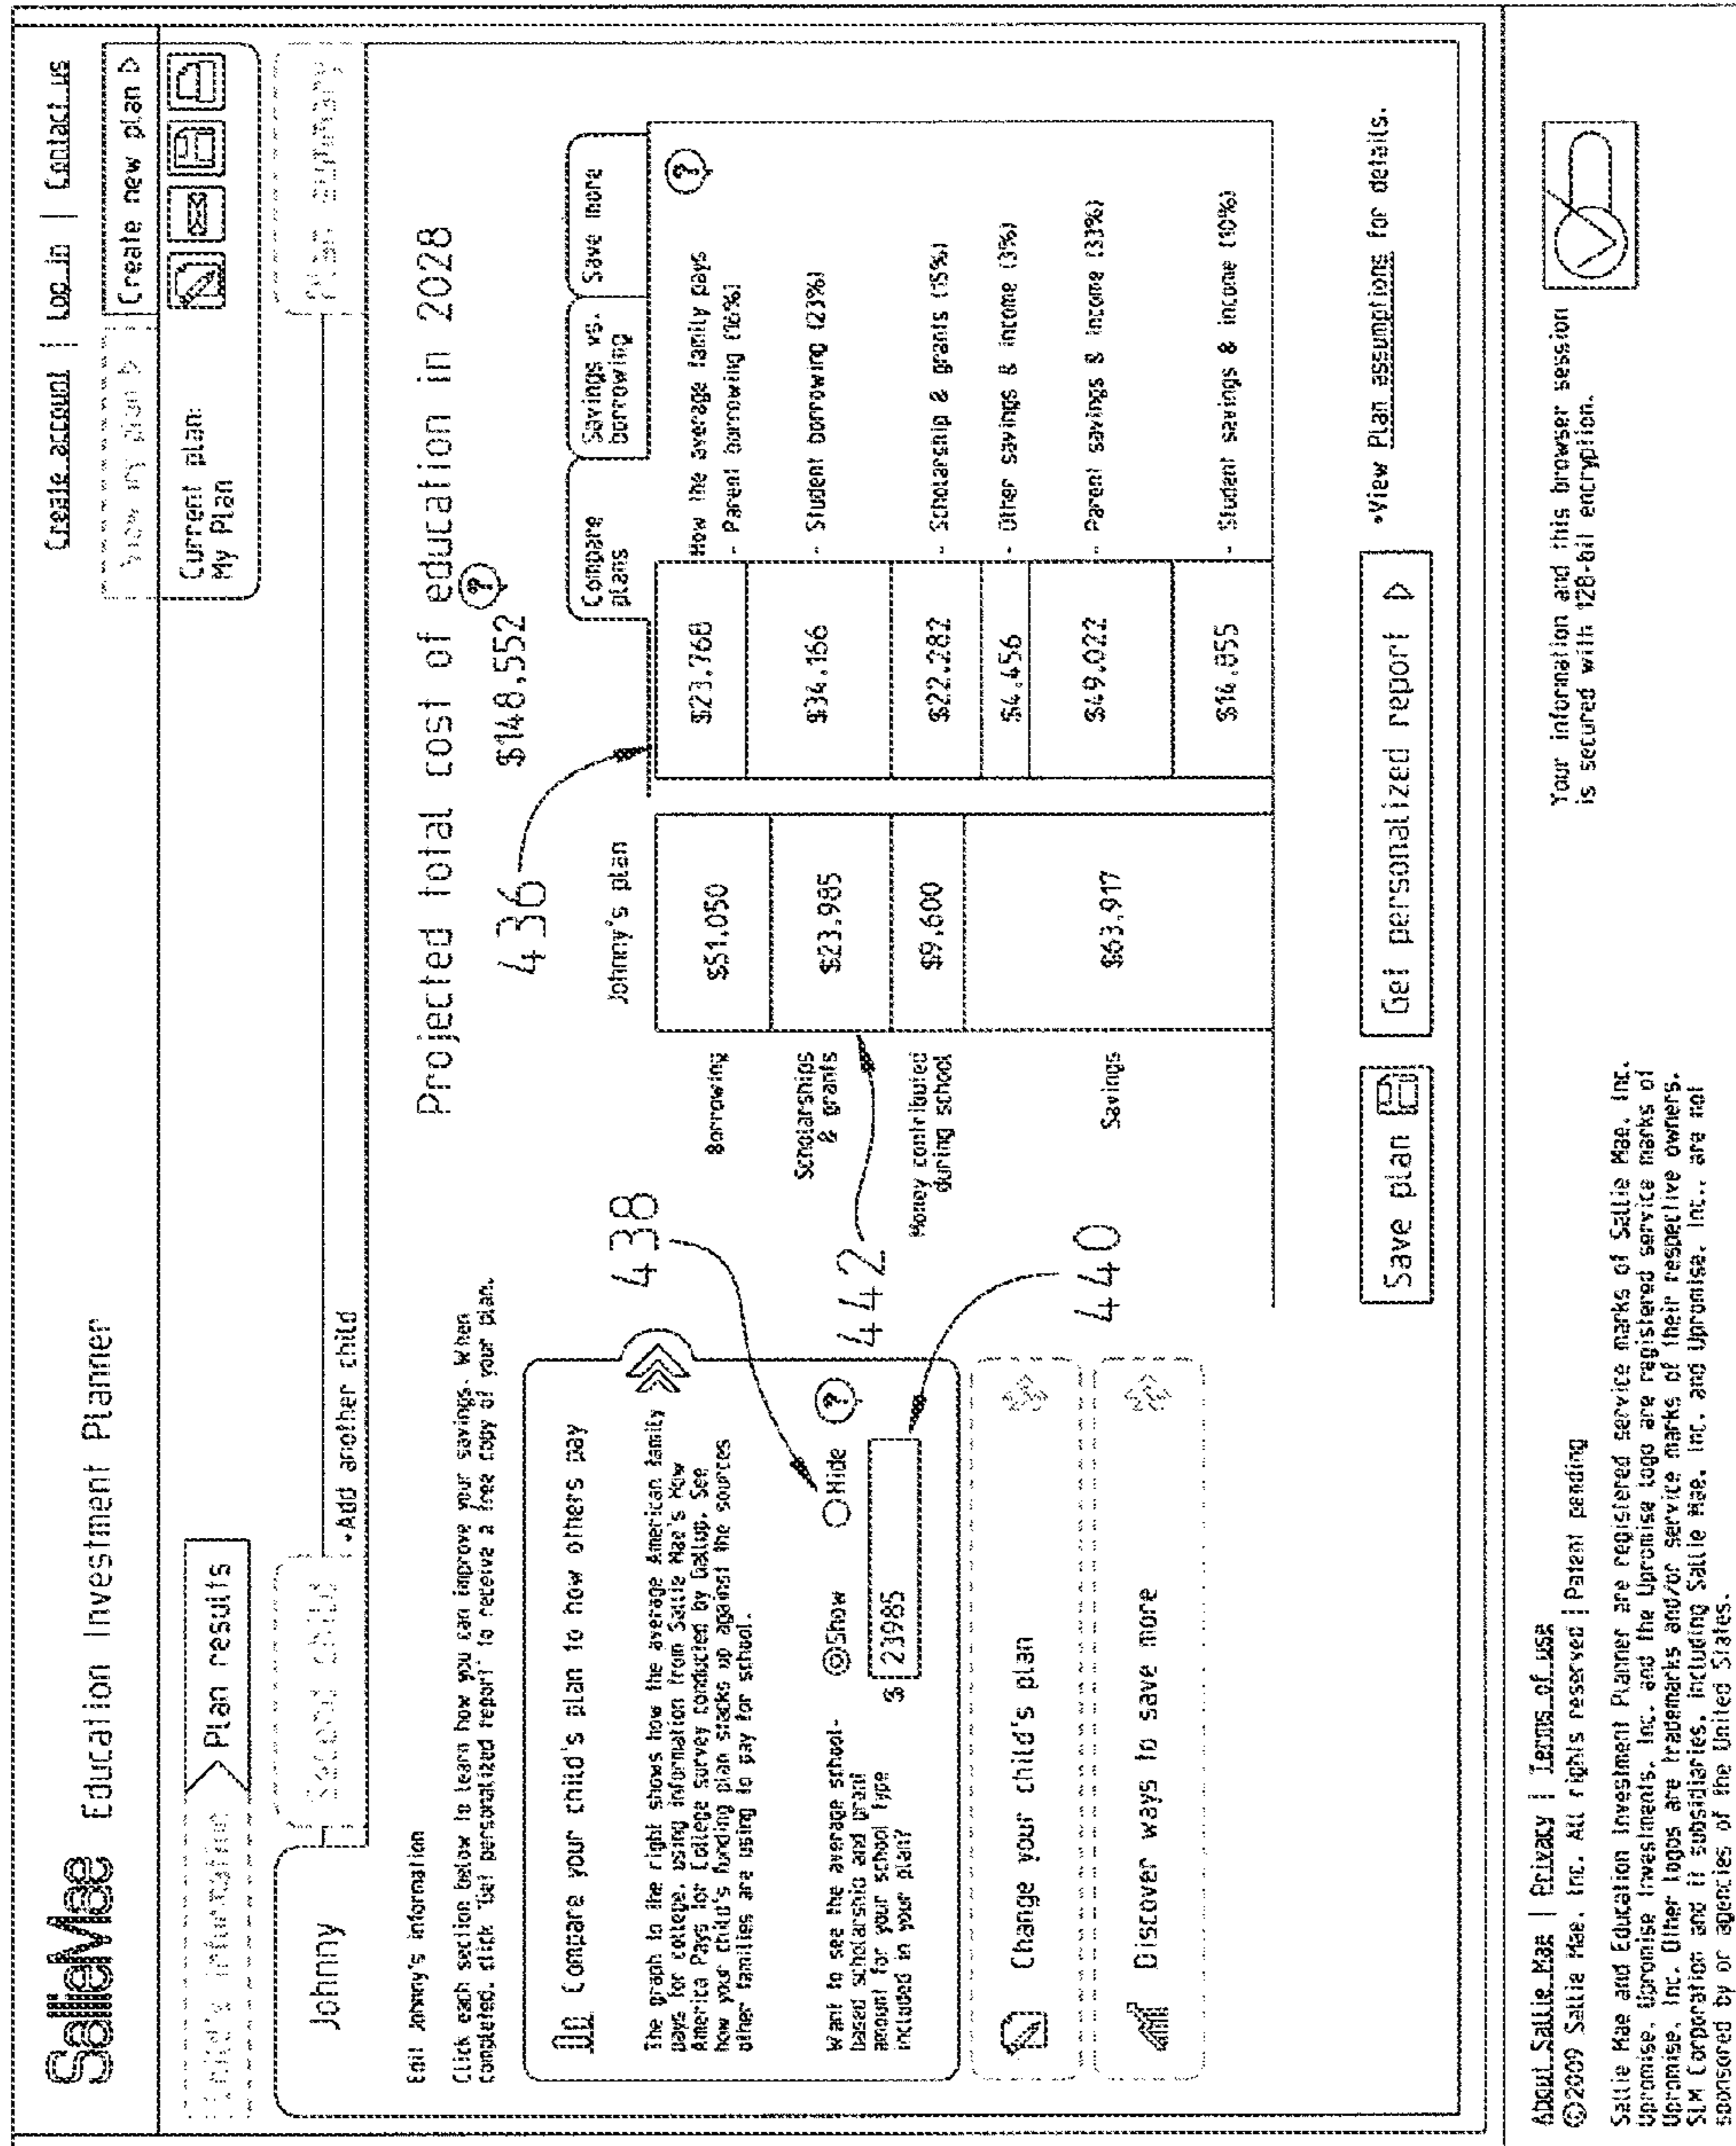 SallieMae Education Investment Planner
Create account | Log in | Contact us
View my plan
Create new plan
Child's information
Plan results
Current plan:
My Plan
Johnny
Second child
•Add another child
Plan summary
Edit Johnny's information
Click each section below to learn how you can improve your savings. When
completed, click "Get personalized report" to receive a free copy of your plan.
Compare your child's plan to how others pay
The graph to the right shows how the average American family
pays for college, using information from Sallie Mae's How
America Pays for College survey conducted by Gallup. See
how your child's funding plan stacks up against the sources
other families are using to pay for school.
Want to see the average school-
based scholarship and grant
amount for your school type
included in your plan?
Show
Hide
?
$ 23985
Change your child's plan
Discover ways to save more
438
442
440
Projected total cost of education in 2028
$148,552
?
436
Johnny's plan
Compare
plans
Savings vs.
borrowing
Save more
Borrowing
Scholarships
& grants
Money contributed
during school
Savings
$51,050
$23,985
$9,600
$63,917
$23,768
$34,166
$22,282
$4,456
$49,022
$14,855
How the average family pays
?
- Parent borrowing (16%)
- Student borrowing (23%)
- Scholarship & grants (15%)
- Other savings & income (3%)
- Parent savings & income (33%)
- Student savings & income (10%)
Save plan
Get personalized report
•View Plan assumptions for details.
About Sallie Mae | Privacy | Terms of use
©2009 Sallie Mae, Inc. All rights reserved | Patent pending
Sallie Mae and Education Investment Planner are registered service marks of Sallie Mae, Inc.
Upromise, Upromise Investments, Inc. and the Upromise logo are registered service marks of
Upromise, Inc. Other logos are trademarks and/or service marks of their respective owners.
SLM Corporation and it subsidiaries, including Sallie Mae, Inc. and Upromise, Inc., are not
sponsored by or agencies of the United States.
Your information and this browser session
is secured with 128-bit encryption.